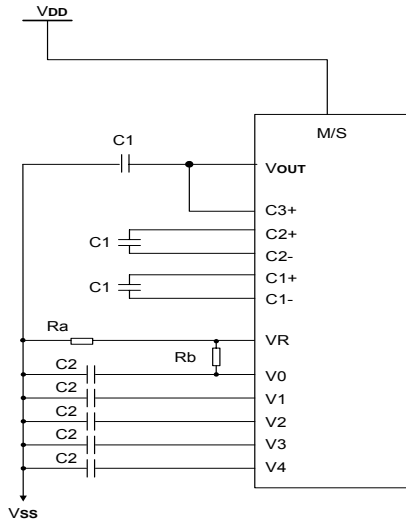 VDD
M/S
C1
VOUT
C3+
C2+
C1
C2-
C1+
C1
C1-
Ra
VR
Rb
C2
V0
C2
V1
C2
V2
C2
V3
C2
V4
VSS